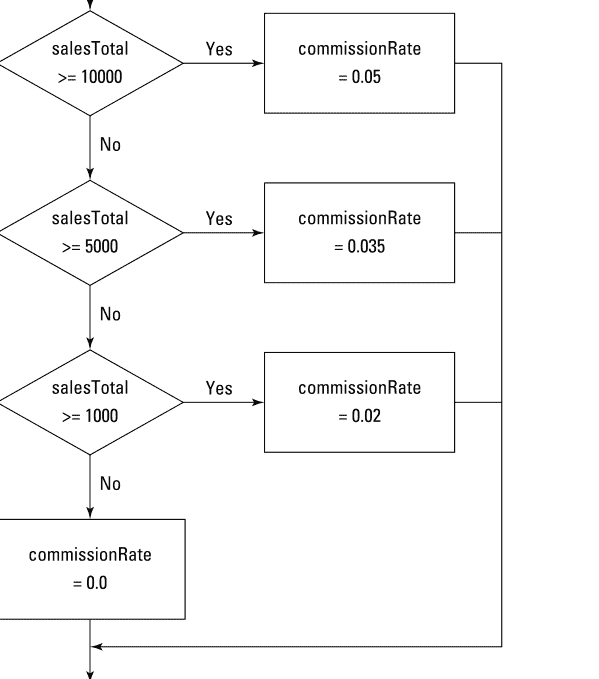 salesTotal
>= 10000
Yes
commissionRate
= 0.05
No
salesTotal
>= 5000
Yes
commissionRate
= 0.035
No
salesTotal
>= 1000
Yes
commissionRate
= 0.02
No
commissionRate
= 0.0